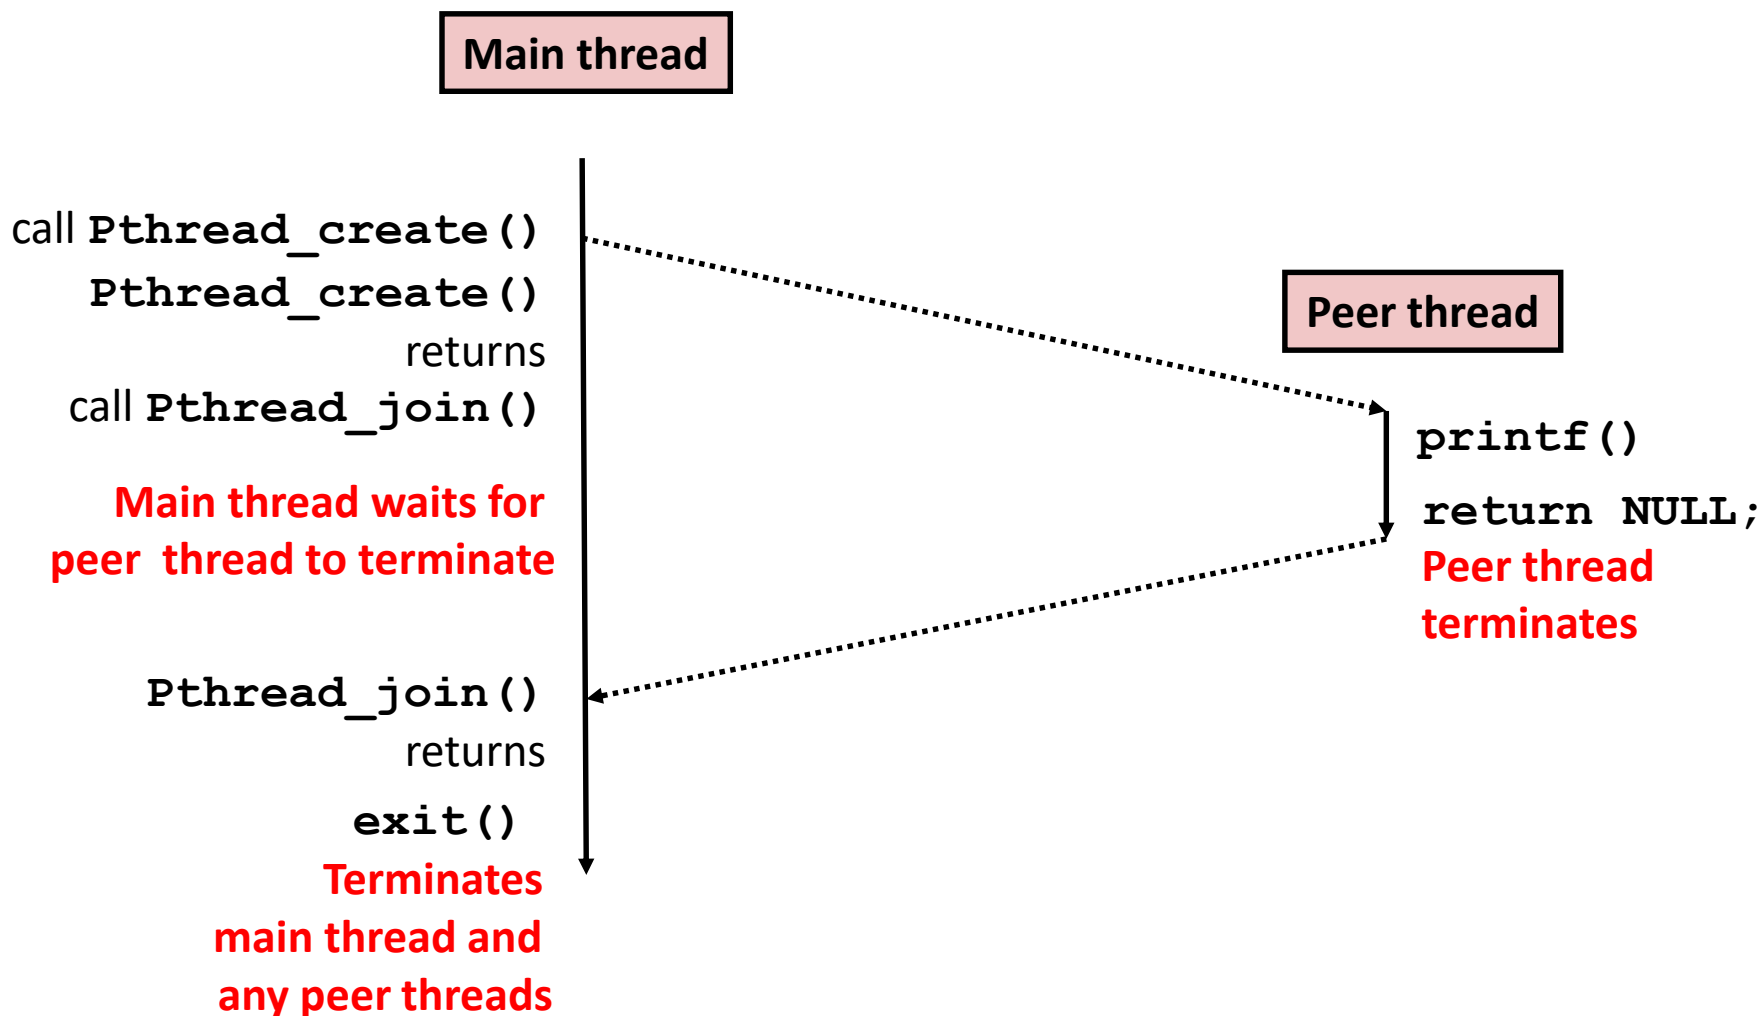 Main thread
call Pthread_create()
Pthread_create()
returns
call Pthread_join()
Main thread waits for
peer thread to terminate
Pthread_join()
returns
exit()
Terminates
main thread and
any peer threads
Peer thread
printf()
return NULL;
Peer thread
terminates